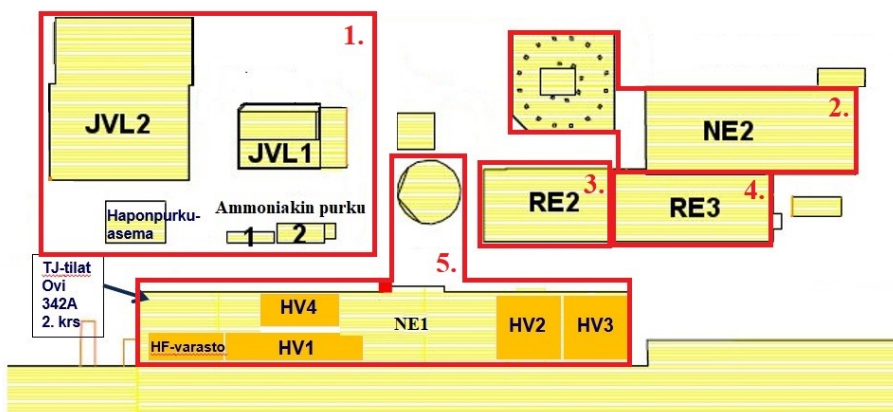 1.
JVL2
JVL1
Haponpurku-
asema
Ammoniakin purku
1
2
2.
NE2
3.
RE2
4.
RE3
5.
TJ-tilat
Ovi
342A
2. krs
HV4
NE1
HV2
HV3
HF-varasto
HV1